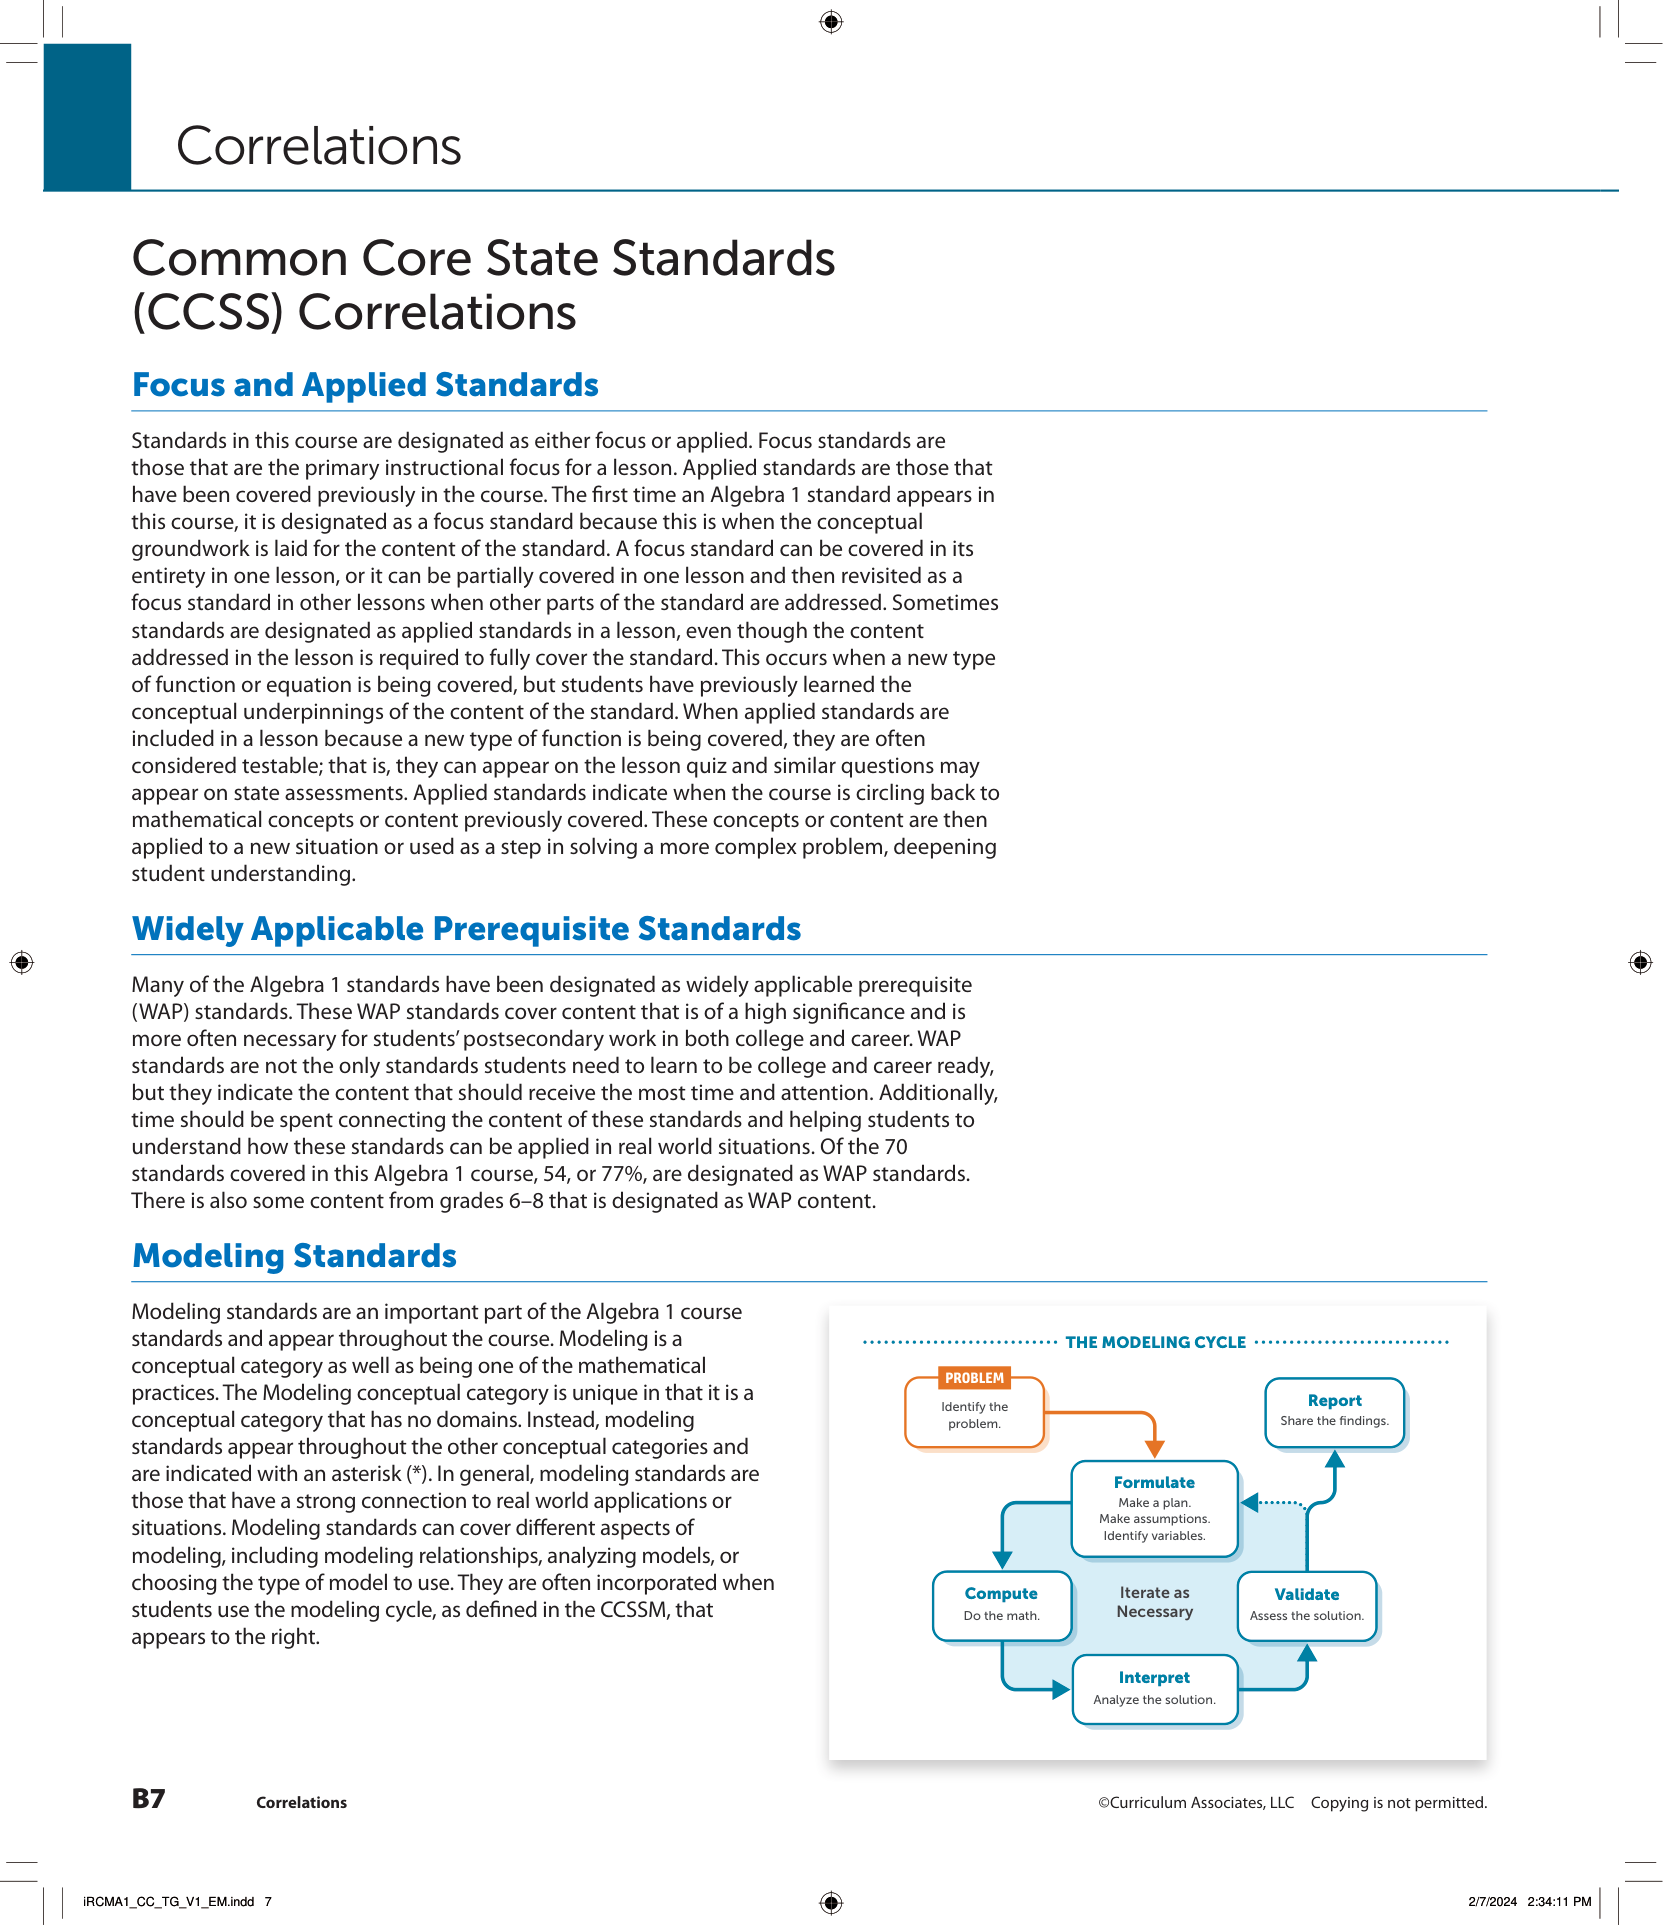 Correlations
Common Core State Standards
(CCSS) Correlations
Focus and Applied Standards
Standards in this course are designated as either focus or applied. Focus standards are
those that are the primary instructional focus for a lesson. Applied standards are those that
have been covered previously in the course. The first time an Algebra 1 standard appears in
this course, it is designated as a focus standard because this is when the conceptual
groundwork is laid for the content of the standard. A focus standard can be covered in its
entirety in one lesson, or it can be partially covered in one lesson and then revisited as a
focus standard in other lessons when other parts of the standard are addressed. Sometimes
standards are designated as applied standards in a lesson, even though the content
addressed in the lesson is required to fully cover the standard. This occurs when a new type
of function or equation is being covered, but students have previously learned the
conceptual underpinnings of the content of the standard. When applied standards are
included in a lesson because a new type of function is being covered, they are often
considered testable; that is, they can appear on the lesson quiz and similar questions may
appear on state assessments. Applied standards indicate when the course is circling back to
mathematical concepts or content previously covered. These concepts or content are then
applied to a new situation or used as a step in solving a more complex problem, deepening
student understanding.
Widely Applicable Prerequisite Standards
Many of the Algebra 1 standards have been designated as widely applicable prerequisite
(WAP) standards. These WAP standards cover content that is of a high significance and is
more often necessary for students’ postsecondary work in both college and career. WAP
standards are not the only standards students need to learn to be college and career ready,
but they indicate the content that should receive the most time and attention. Additionally,
time should be spent connecting the content of these standards and helping students to
understand how these standards can be applied in real world situations. Of the 70
standards covered in this Algebra 1 course, 54, or 77%, are designated as WAP standards.
There is also some content from grades 6–8 that is designated as WAP content.
Modeling Standards
Modeling standards are an important part of the Algebra 1 course
standards and appear throughout the course. Modeling is a
conceptual category as well as being one of the mathematical
practices. The Modeling conceptual category is unique in that it is a
conceptual category that has no domains. Instead, modeling
standards appear throughout the other conceptual categories and
are indicated with an asterisk (*). In general, modeling standards are
those that have a strong connection to real world applications or
situations. Modeling standards can cover different aspects of
modeling, including modeling relationships, analyzing models, or
choosing the type of model to use. They are often incorporated when
students use the modeling cycle, as defined in the CCSSM, that
appears to the right.
THE MODELING CYCLE
PROBLEM
Identify the
problem.
Report
Share the findings.
Formulate
Make a plan.
Make assumptions.
Identify variables.
Compute
Do the math.
Iterate as
Necessary
Validate
Assess the solution.
Interpret
Analyze the solution.
B7 Correlations ©Curriculum Associates, LLC Copying is not permitted.
iRCMA1_CC_TG_V1_EM.indd 7 2/7/2024 2:34:11 PM